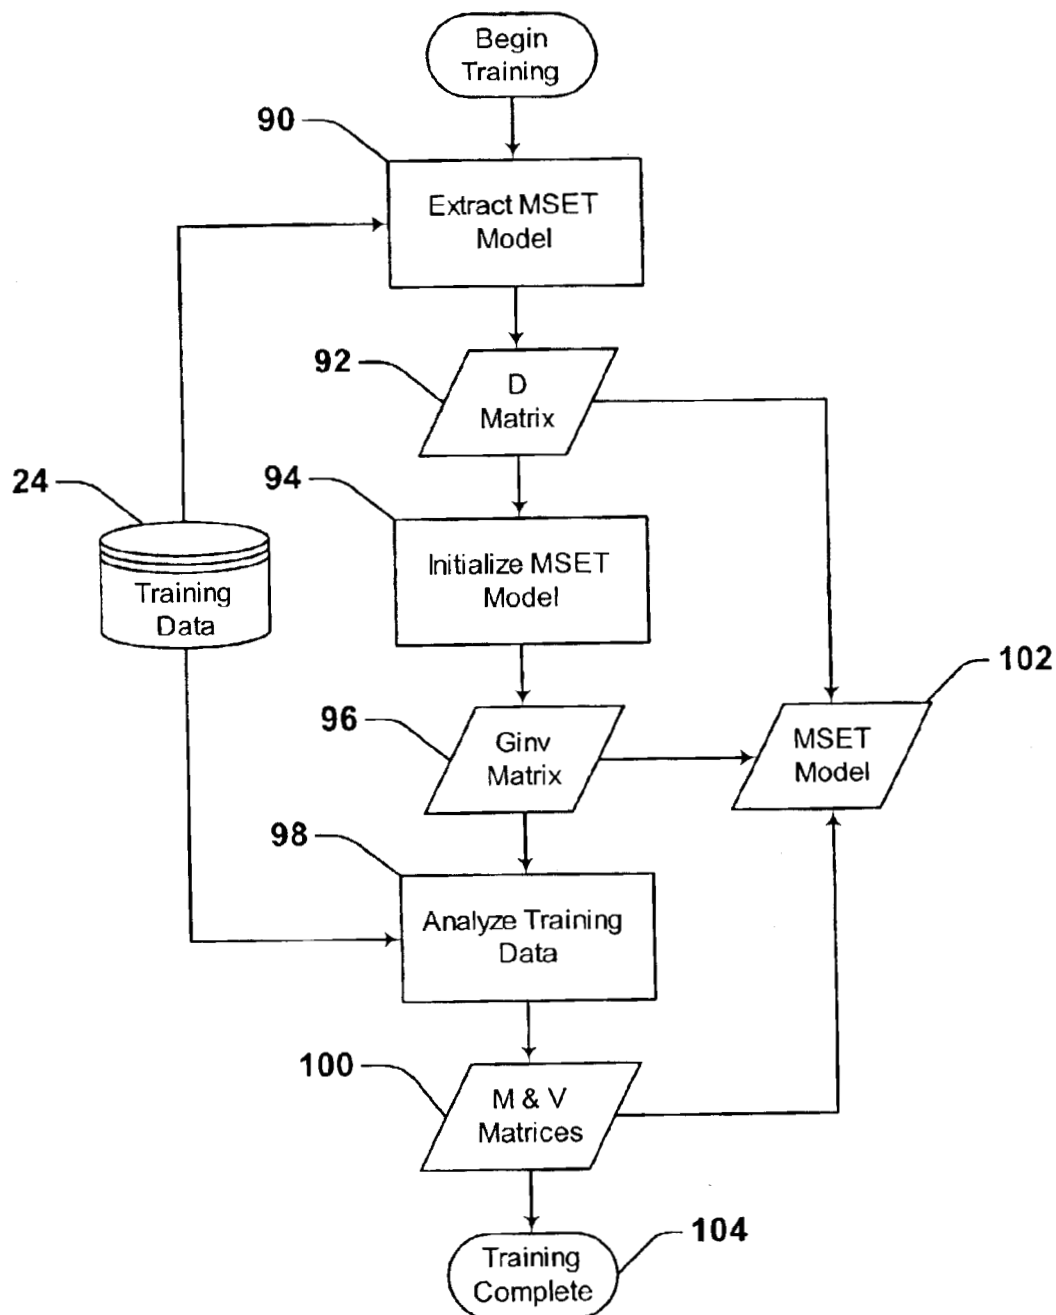 Begin
Training
90
Extract MSET
Model
92
D
Matrix
24
94
Training
Data
Initialize MSET
Model
102
96
Ginv
Matrix
MSET
Model
98
Analyze Training
Data
100
M & V
Matrices
104
Training
Complete